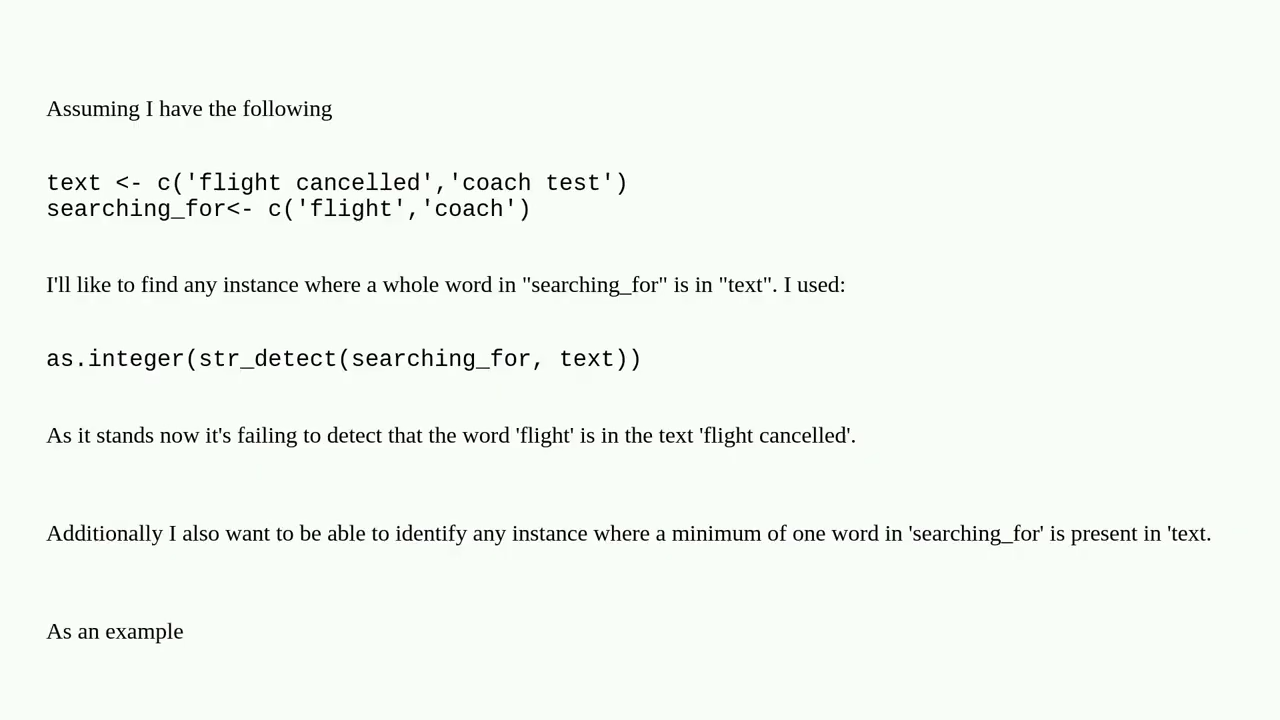 Assuming I have the following
text <- c('flight cancelled','coach test')
searching_for<- c('flight','coach')
I'll like to find any instance where a whole word in "searching_for" is in "text". I used:
as.integer(str_detect(searching_for, text))
As it stands now it's failing to detect that the word 'flight' is in the text 'flight cancelled'.
Additionally I also want to be able to identify any instance where a minimum of one word in 'searching_for' is present in 'text.
As an example